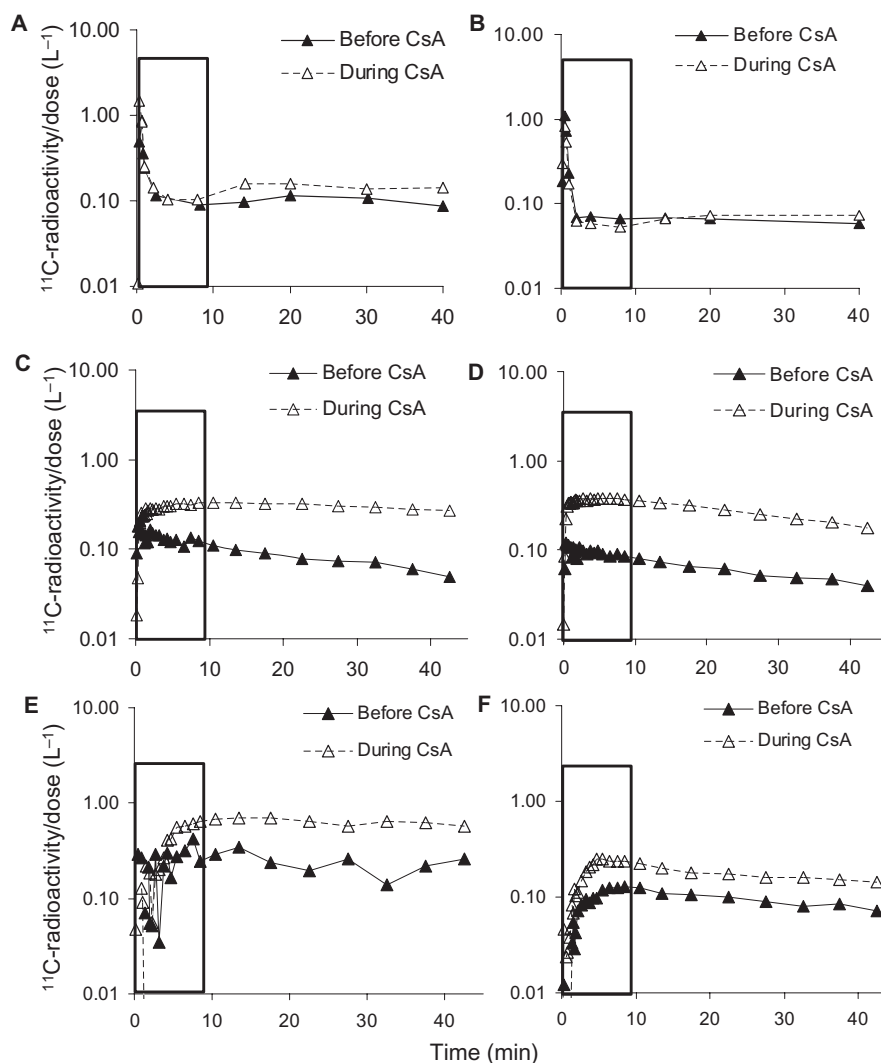 A
10.00
1.00
0.10
0.01
0 10 20 30 40
¹¹C-radioactivity/dose (L⁻¹)
Before CsA
During CsA
B
10.00
1.00
0.10
0.01
0 10 20 30 40
Before CsA
During CsA
C
10.00
1.00
0.10
0.01
0 10 20 30 40
¹¹C-radioactivity/dose (L⁻¹)
Before CsA
During CsA
D
10.00
1.00
0.10
0.01
0 10 20 30 40
Before CsA
During CsA
E
10.00
1.00
0.10
0.01
0 10 20 30 40
¹¹C-radioactivity/dose (L⁻¹)
Before CsA
During CsA
F
10.00
1.00
0.10
0.01
0 10 20 30 40
Before CsA
During CsA
Time (min)